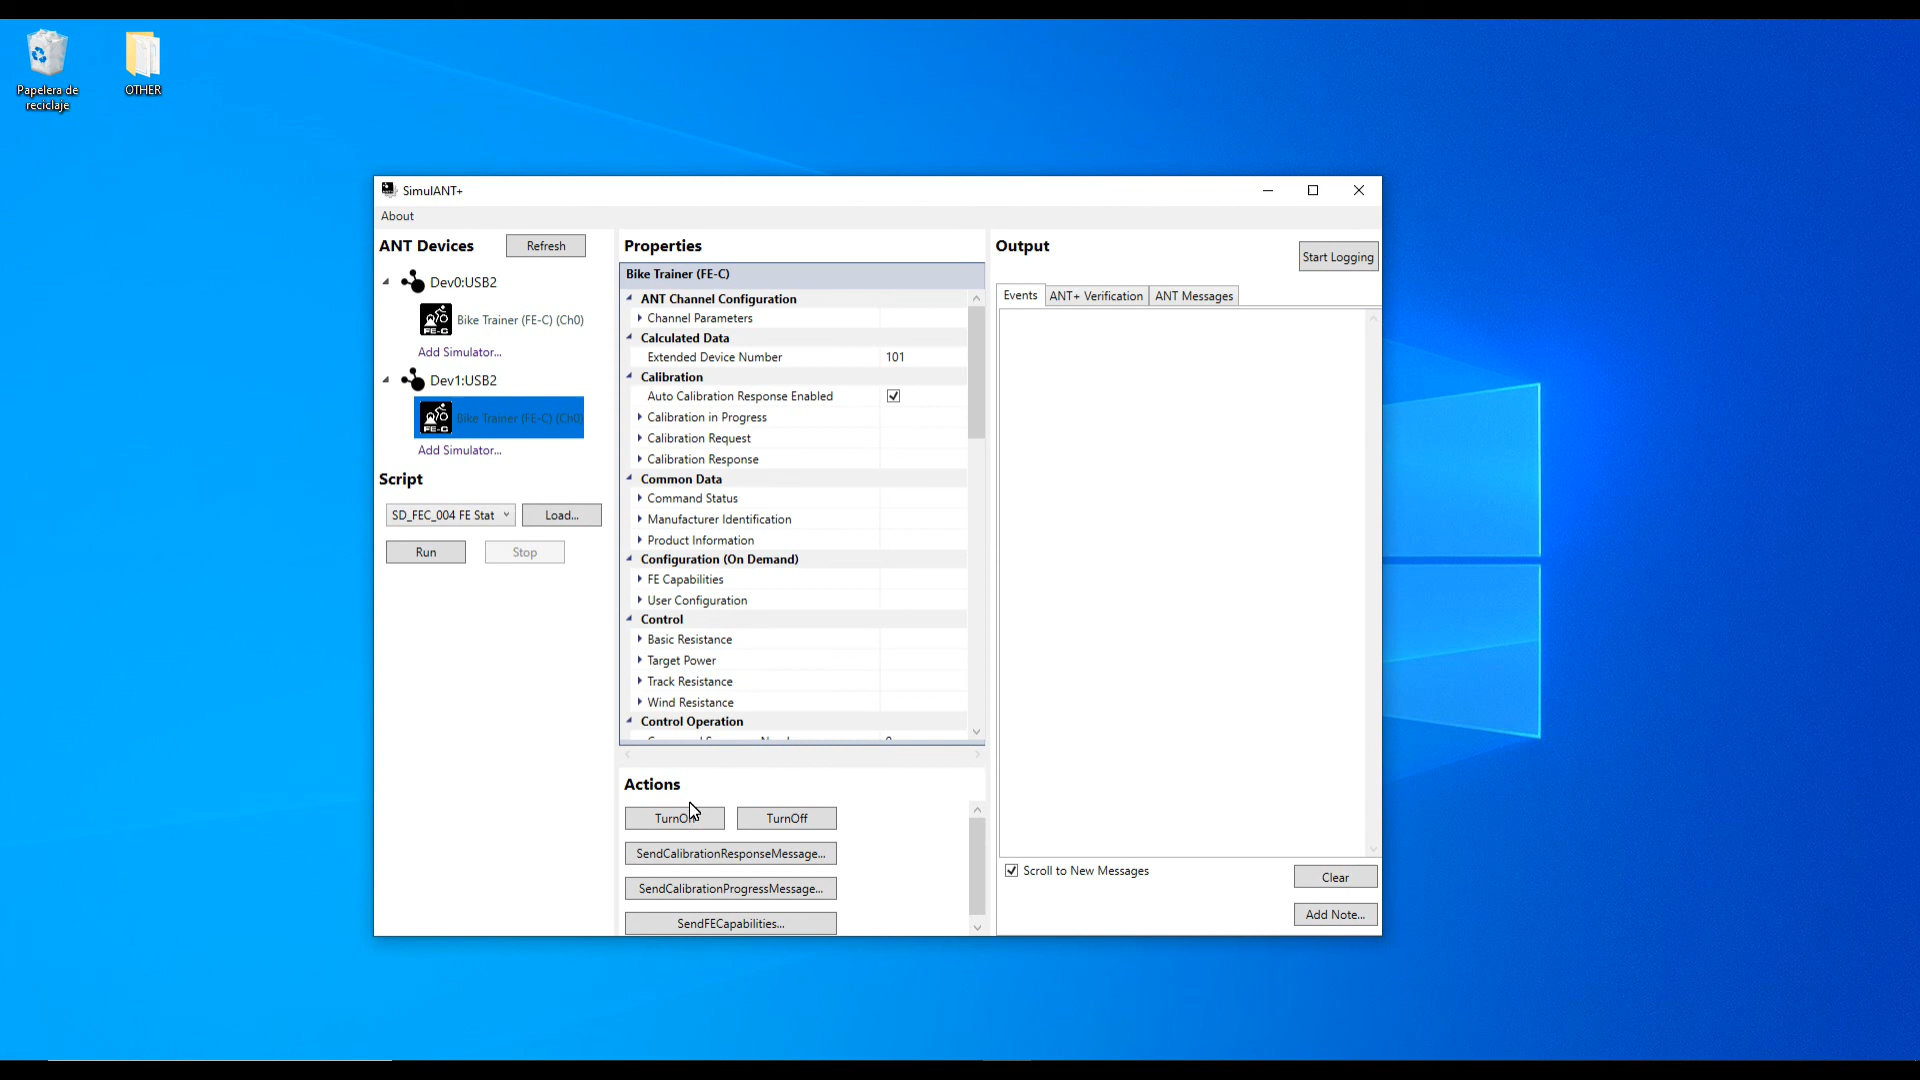 Papelera de
reciclaje
OTHER
SimulANT+
About
ANT Devices
Refresh
Dev0:USB2
FE-C
Bike Trainer (FE-C) (Ch0)
Add Simulator...
Dev1:USB2
FE-C
Bike Trainer (FE-C) (Ch0)
Add Simulator...
Script
SD_FEC_004 FE Stat
Load...
Run
Stop
Properties
Bike Trainer (FE-C)
ANT Channel Configuration
Channel Parameters
Calculated Data
Extended Device Number 101
Calibration
Auto Calibration Response Enabled
Calibration in Progress
Calibration Request
Calibration Response
Common Data
Command Status
Manufacturer Identification
Product Information
Configuration (On Demand)
FE Capabilities
User Configuration
Control
Basic Resistance
Target Power
Track Resistance
Wind Resistance
Control Operation
Actions
TurnOn
TurnOff
SendCalibrationResponseMessage...
SendCalibrationProgressMessage...
SendFECapabilities...
Output
Start Logging
Events
ANT+ Verification
ANT Messages
Scroll to New Messages
Clear
Add Note...